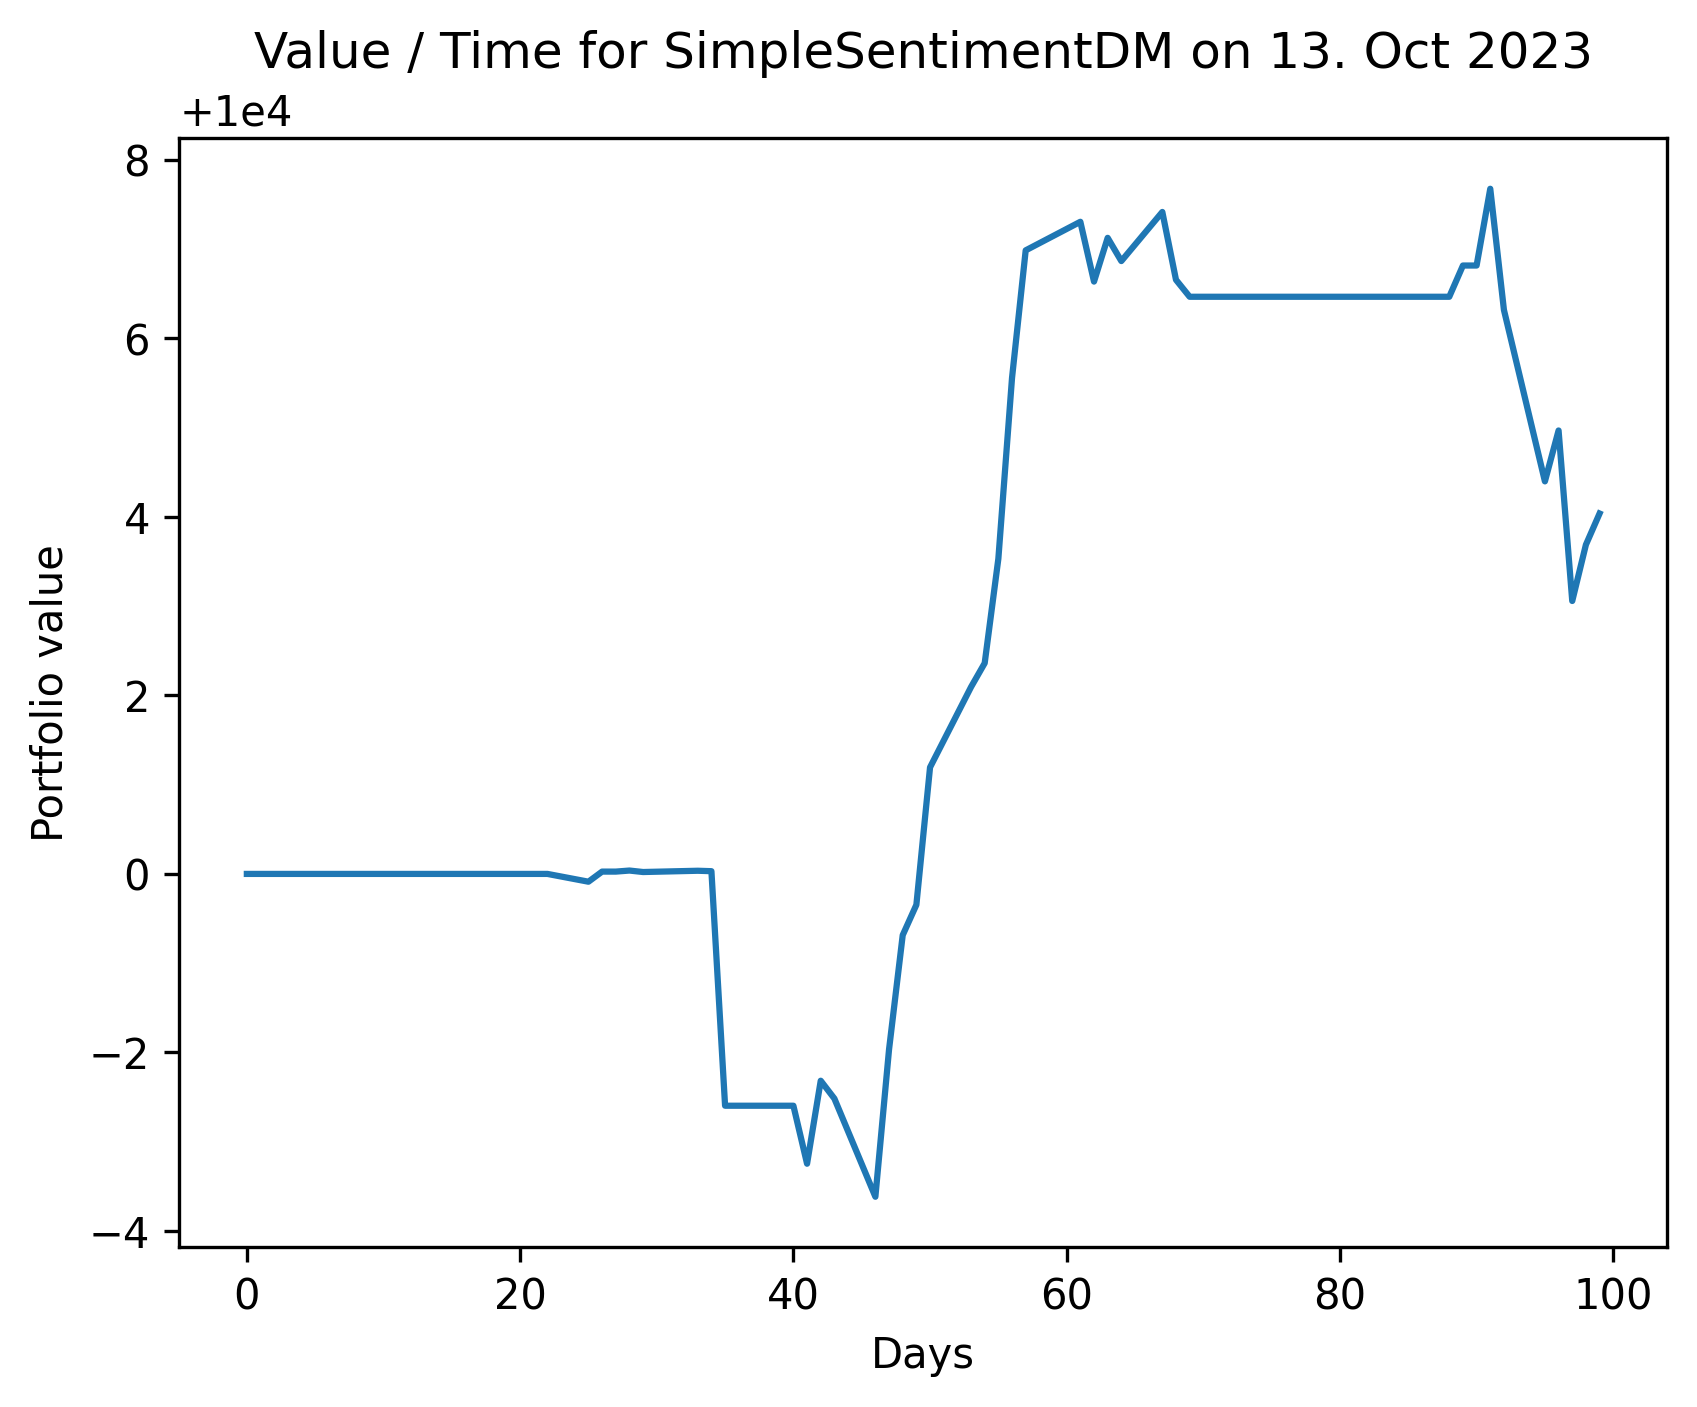 Value / Time for SimpleSentimentDM on 13. Oct 2023
+1e4
8
6
4
2
0
−2
−4
Portfolio value
0 20 40 60 80 100
Days